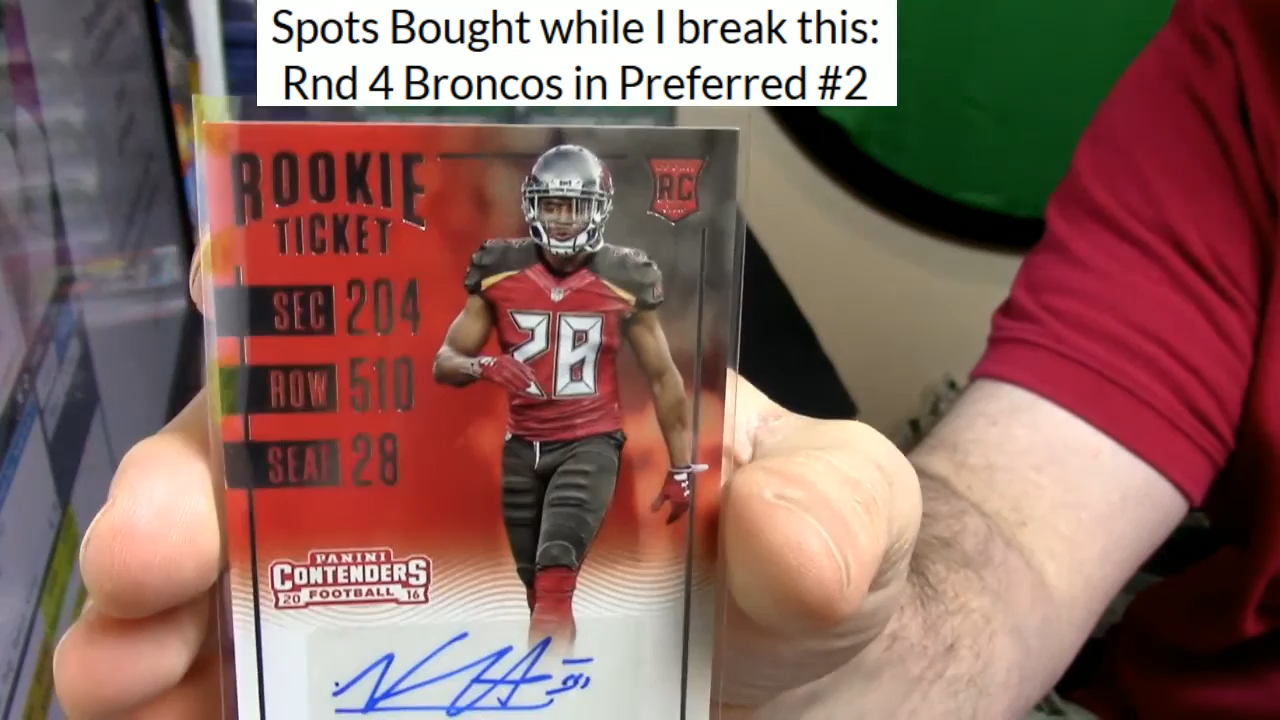 Spots Bought while I break this:
Rnd 4 Broncos in Preferred #2
ROOKIE
TICKET
RC
SEC 204
ROW 510
SEAT 28
28
PANINI
CONTENDERS
20 FOOTBALL 16